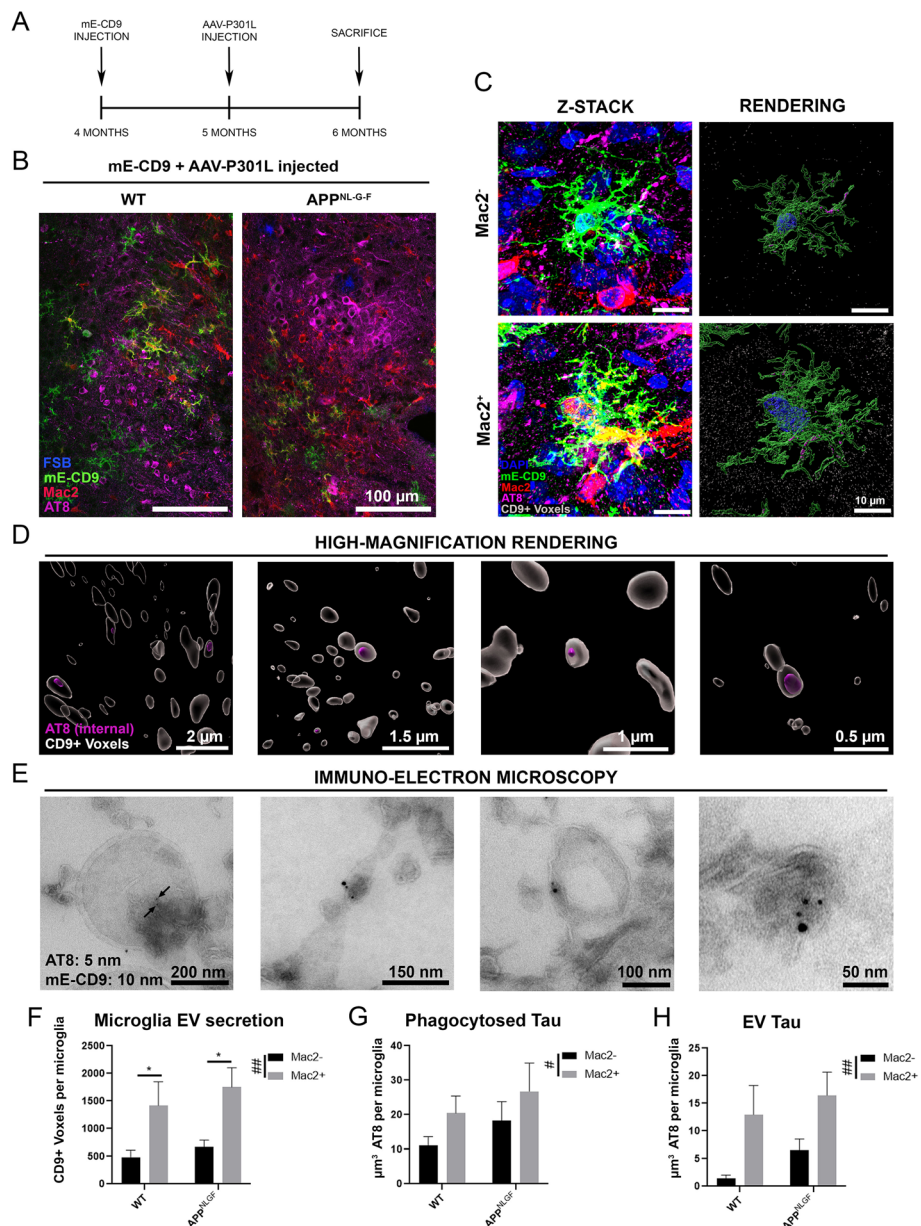 A
mE-CD9
INJECTION
AAV-P301L
INJECTION
SACRIFICE
4 MONTHS
5 MONTHS
6 MONTHS
B
mE-CD9 + AAV-P301L injected
WT
APP^NL-G-F
FSB
mE-CD9
Mac2
AT8
100 µm
C
Z-STACK
RENDERING
Mac2-
Mac2+
DAPI
mE-CD9
Mac2
AT8
CD9+ Voxels
10 µm
D
HIGH-MAGNIFICATION RENDERING
AT8 (internal)
CD9+ Voxels
2 µm
1.5 µm
1 µm
0.5 µm
E
IMMUNO-ELECTRON MICROSCOPY
AT8: 5 nm
mE-CD9: 10 nm
200 nm
150 nm
100 nm
50 nm
F
Microglia EV secretion
CD9+ Voxels per microglia
2500
2000
1500
1000
500
0
*
*
WT
APP^NLGF
##
Mac2-
Mac2+
G
Phagocytosed Tau
µm³ AT8 per microglia
40
30
20
10
0
WT
APP^NLGF
#
Mac2-
Mac2+
H
EV Tau
µm³ AT8 per microglia
25
20
15
10
5
0
WT
APP^NLGF
##
Mac2-
Mac2+